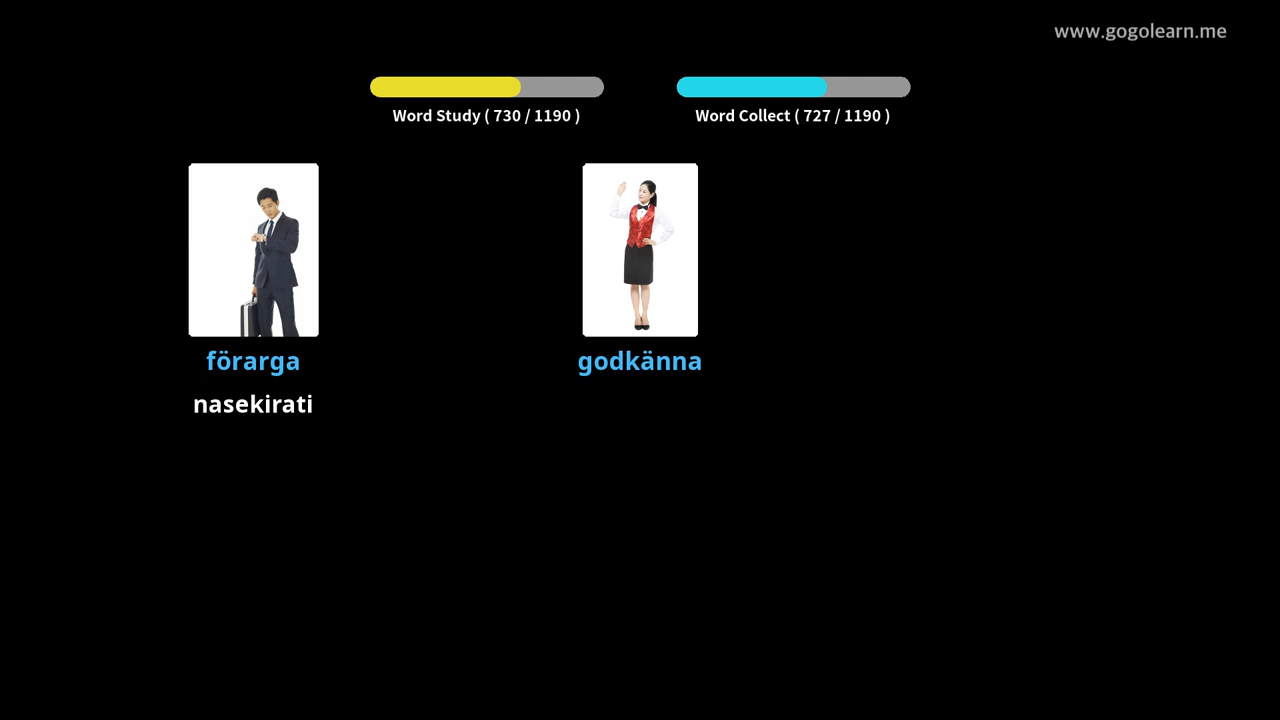 www.gogolearn.me
Word Study ( 730 / 1190 )
Word Collect ( 727 / 1190 )
förarga
godkänna
nasekirati